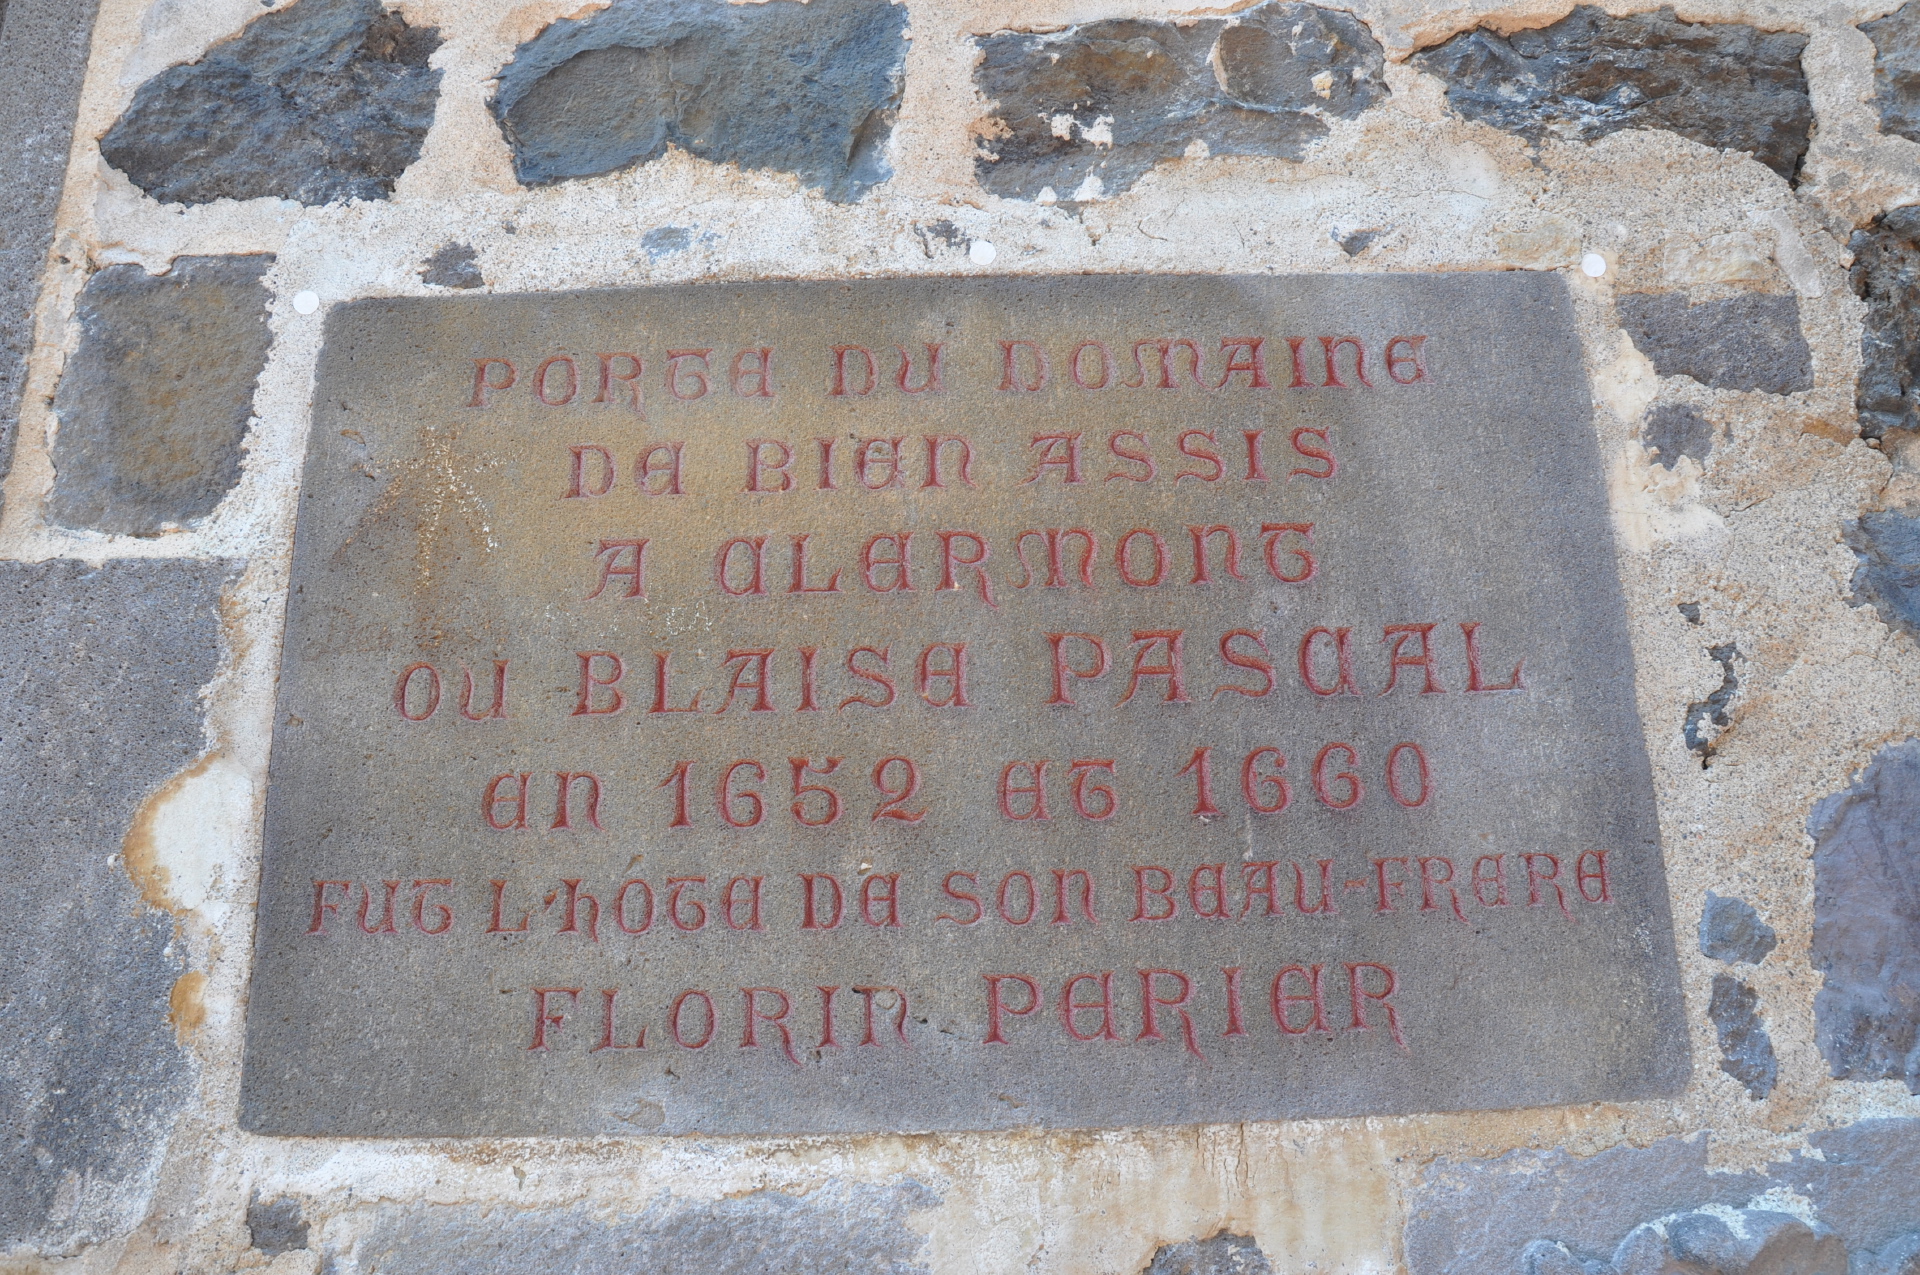 PORTE DU DOMAINE
DE BIEN ASSIS
A CLERMONT
OU BLAISE PASCAL
EN 1652 ET 1660
FUT L'HÓTE DE SON BEAU-FRERE
FLORIN PERIER